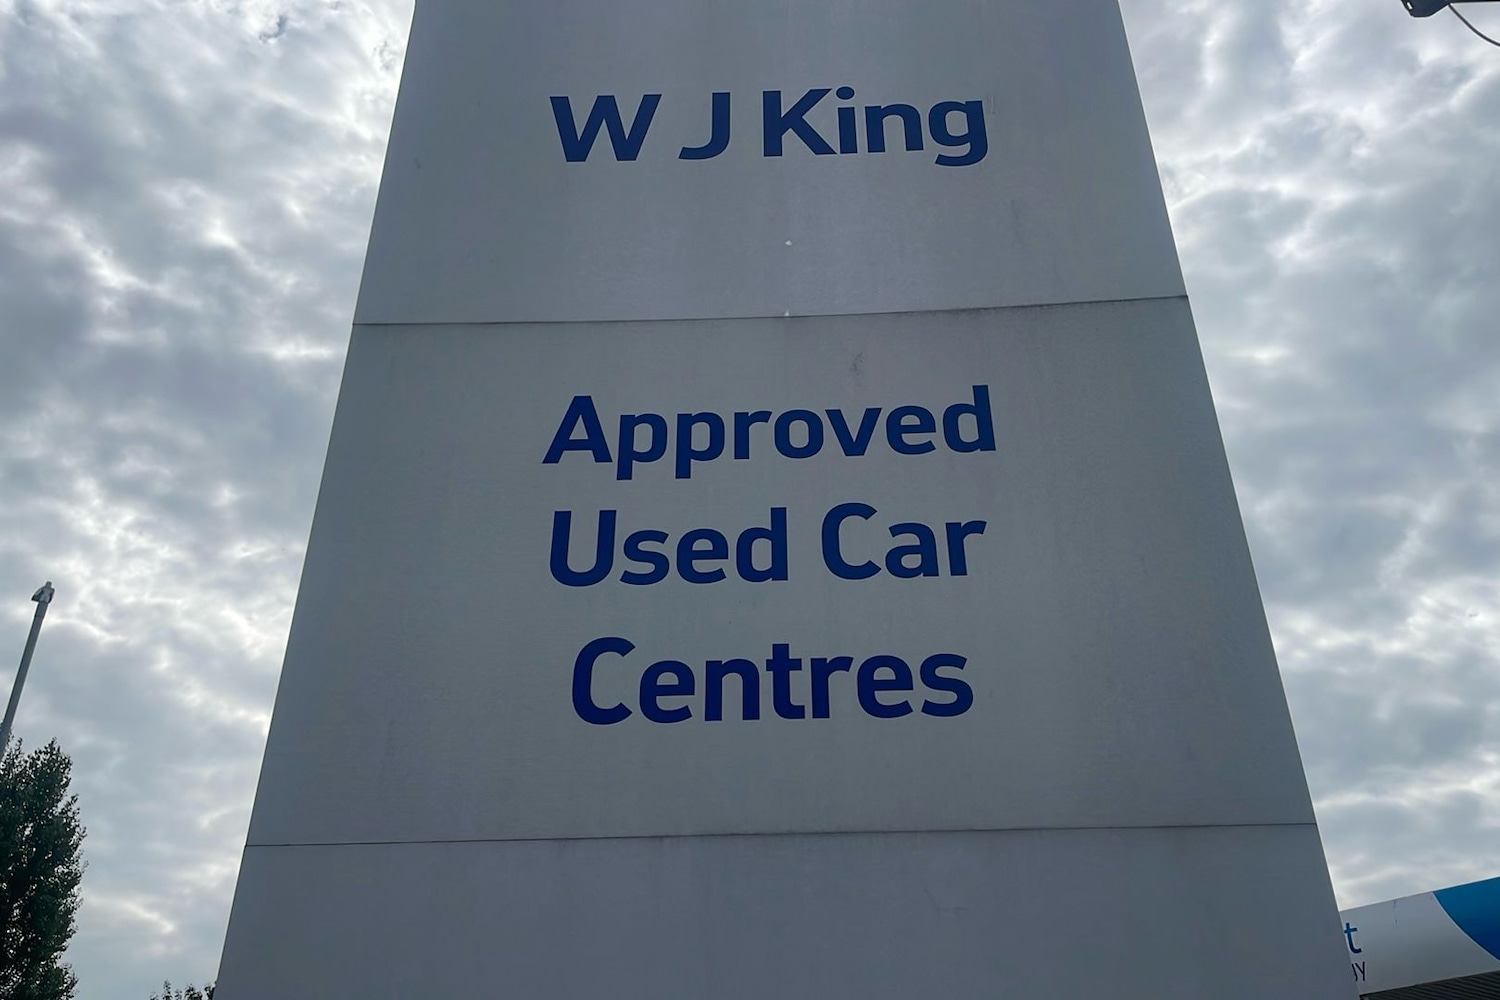 W J King
Approved
Used Car
Centres